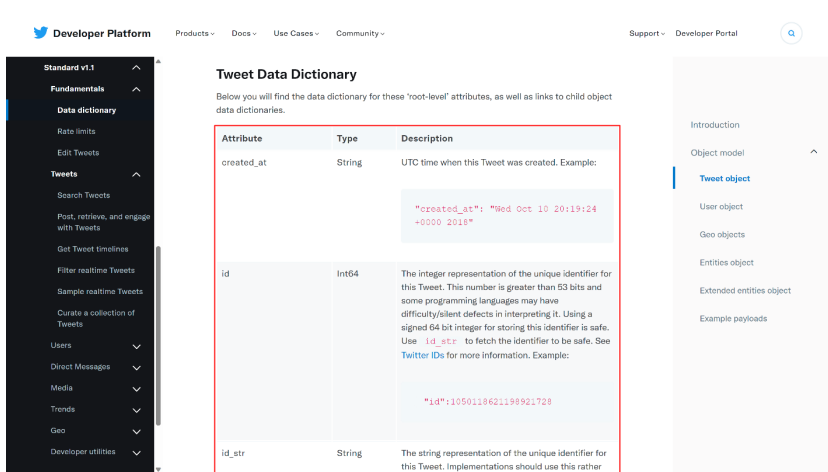 Developer Platform Products Docs Use Cases Community Support Developer Portal
Standard v1.1
Fundamentals
Data dictionary
Rate limits
Edit Tweets
Tweets
Search Tweets
Post, retrieve, and engage
with Tweets
Get Tweet timelines
Filter realtime Tweets
Sample realtime Tweets
Curate a collection of
Tweets
Users
Direct Messages
Media
Trends
Geo
Developer utilities
Tweet Data Dictionary
Below you will find the data dictionary for these 'root-level' attributes, as well as links to child object
data dictionaries.
Attribute Type Description
created_at String UTC time when this Tweet was created. Example:
"created_at": "Wed Oct 10 20:19:24
+0000 2018"
id Int64 The integer representation of the unique identifier for
this Tweet. This number is greater than 53 bits and
some programming languages may have
difficulty/silent defects in interpreting it. Using a
signed 64 bit integer for storing this identifier is safe.
Use id_str to fetch the identifier to be safe. See
Twitter IDs for more information. Example:
"id":1050118621198921728
id_str String The string representation of the unique identifier for
this Tweet. Implementations should use this rather
Introduction
Object model
Tweet object
User object
Geo objects
Entities object
Extended entities object
Example payloads